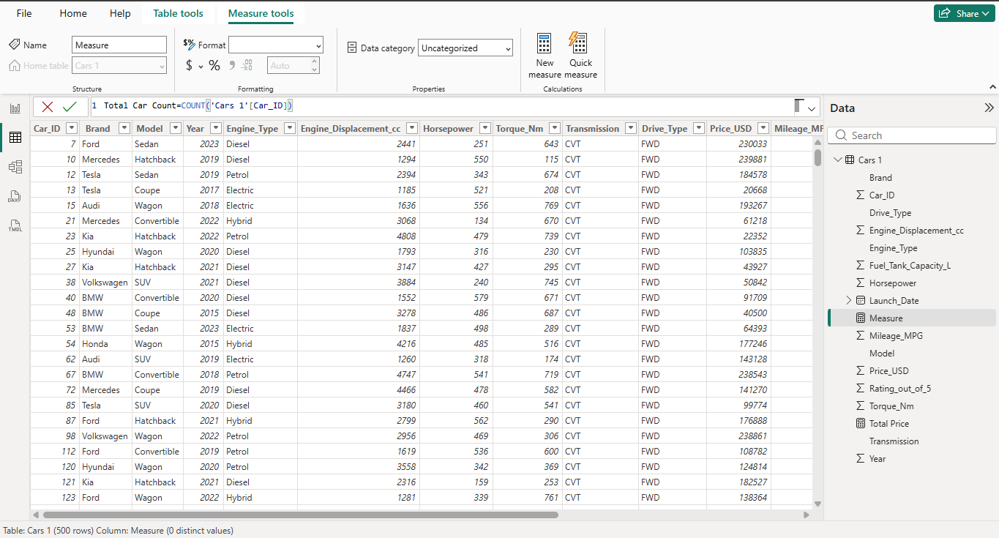 File Home Help Table tools Measure tools Share
Name Measure
Home table Cars 1
Structure
Format
$ % Auto
Formatting
Data category Uncategorized
Properties
New measure Quick measure
Calculations
1 Total Car Count=COUNT('Cars 1'[Car_ID])
Car_ID Brand Model Year Engine_Type Engine_Displacement_cc Horsepower Torque_Nm Transmission Drive_Type Price_USD Mileage_MP
7 Ford Sedan 2023 Diesel 2441 251 643 CVT FWD 230033
10 Mercedes Hatchback 2019 Diesel 1294 550 115 CVT FWD 239881
12 Tesla Sedan 2019 Petrol 2394 343 674 CVT FWD 184578
13 Tesla Coupe 2017 Electric 1185 521 208 CVT FWD 20668
15 Audi Wagon 2018 Electric 1636 556 769 CVT FWD 193267
21 Mercedes Convertible 2022 Hybrid 3068 134 670 CVT FWD 61218
23 Kia Hatchback 2022 Petrol 4808 479 739 CVT FWD 22352
25 Hyundai Wagon 2020 Diesel 1793 316 230 CVT FWD 103835
27 Kia Hatchback 2021 Diesel 3147 427 295 CVT FWD 43927
38 Volkswagen SUV 2021 Diesel 3884 240 745 CVT FWD 50842
40 BMW Convertible 2020 Diesel 1552 579 671 CVT FWD 91709
48 BMW Coupe 2015 Diesel 3278 486 687 CVT FWD 40500
53 BMW Sedan 2023 Electric 1837 498 289 CVT FWD 64393
54 Honda Wagon 2015 Hybrid 4216 485 516 CVT FWD 177246
62 Audi SUV 2019 Electric 1260 318 174 CVT FWD 143128
67 BMW Convertible 2018 Petrol 4747 541 719 CVT FWD 238543
72 Mercedes Coupe 2019 Diesel 4466 478 582 CVT FWD 141270
85 Tesla SUV 2020 Diesel 3180 460 541 CVT FWD 99774
87 Ford Hatchback 2021 Hybrid 2799 562 290 CVT FWD 176888
98 Volkswagen Wagon 2022 Petrol 2956 469 306 CVT FWD 238861
112 Ford Convertible 2019 Petrol 1619 536 600 CVT FWD 108782
120 Hyundai Wagon 2020 Petrol 3558 342 369 CVT FWD 124814
121 Kia Hatchback 2021 Diesel 2316 159 253 CVT FWD 182527
123 Ford Wagon 2022 Hybrid 1281 339 761 CVT FWD 138364
DAX
TMDL
Data
Search
Cars 1
Brand
Car_ID
Drive_Type
Engine_Displacement_cc
Engine_Type
Fuel_Tank_Capacity_L
Horsepower
Launch_Date
Measure
Mileage_MPG
Model
Price_USD
Rating_out_of_5
Torque_Nm
Total Price
Transmission
Year
Table: Cars 1 (500 rows) Column: Measure (0 distinct values)